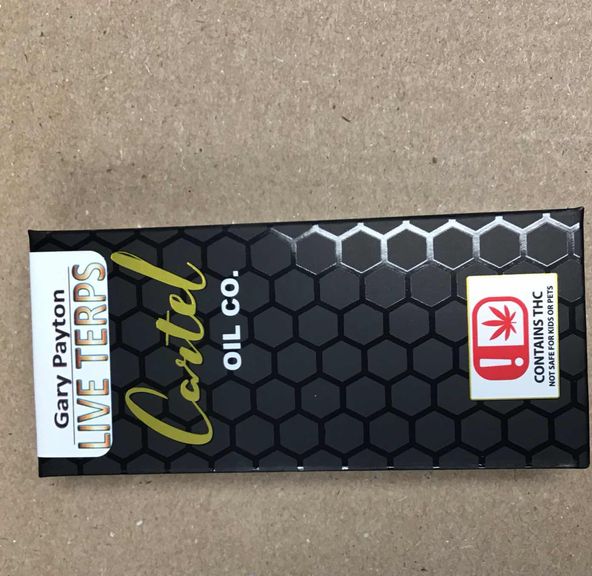 Gary Payton
LIVE TERPS
Cartel
OIL CO.
!
CONTAINS THC
NOT SAFE FOR KIDS OR PETS